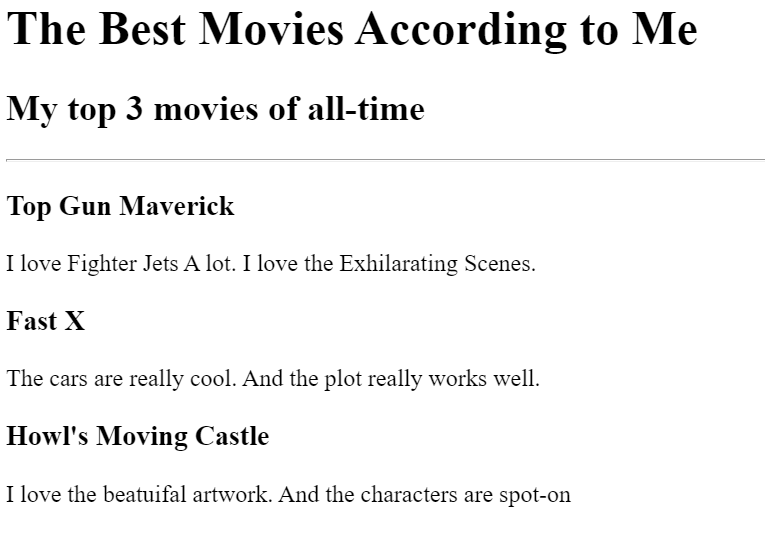 The Best Movies According to Me
My top 3 movies of all-time
Top Gun Maverick
I love Fighter Jets A lot. I love the Exhilarating Scenes.
Fast X
The cars are really cool. And the plot really works well.
Howl's Moving Castle
I love the beatuifal artwork. And the characters are spot-on